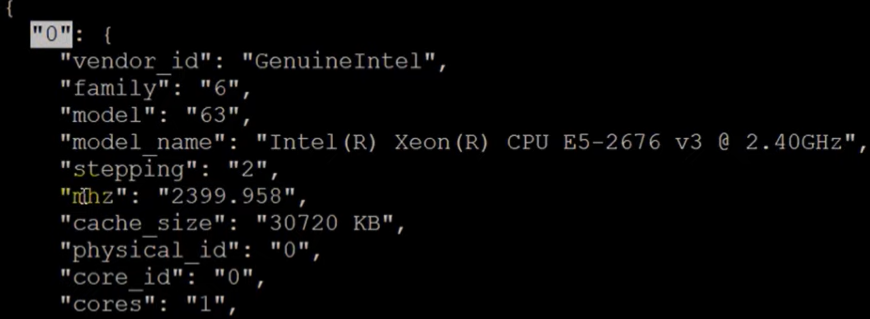 {
"0": {
"vendor_id": "GenuineIntel",
"family": "6",
"model": "63",
"model_name": "Intel(R) Xeon(R) CPU E5-2676 v3 @ 2.40GHz",
"stepping": "2",
"mhz": "2399.958",
"cache_size": "30720 KB",
"physical_id": "0",
"core_id": "0",
"cores": "1",